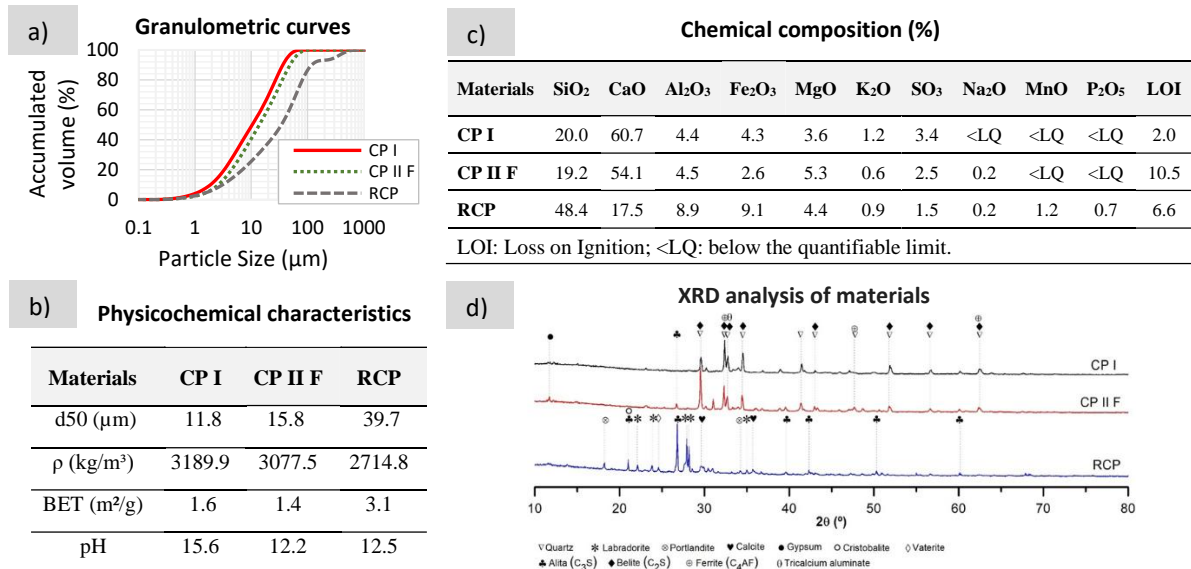 a)
Granulometric curves
Accumulated
volume (%)
100
80
60
40
20
0
CP I
CP II F
RCP
0.1 1 10 100 1000
Particle Size (µm)
b)
Physicochemical characteristics
Materials CP I CP II F RCP
d50 (µm) 11.8 15.8 39.7
ρ (kg/m³) 3189.9 3077.5 2714.8
BET (m²/g) 1.6 1.4 3.1
pH 15.6 12.2 12.5
c)
Chemical composition (%)
Materials SiO₂ CaO Al₂O₃ Fe₂O₃ MgO K₂O SO₃ Na₂O MnO P₂O₅ LOI
CP I 20.0 60.7 4.4 4.3 3.6 1.2 3.4 <LQ <LQ <LQ 2.0
CP II F 19.2 54.1 4.5 2.6 5.3 0.6 2.5 0.2 <LQ <LQ 10.5
RCP 48.4 17.5 8.9 9.1 4.4 0.9 1.5 0.2 1.2 0.7 6.6
LOI: Loss on Ignition; <LQ: below the quantifiable limit.
d)
XRD analysis of materials
CP I
CP II F
RCP
10 20 30 40 50 60 70 80
2θ (º)
▽Quartz ✻ Labradorite ⊗Portlandite ♥ Calcite ● Gypsum ○ Cristobalite ◊ Vaterite
♣ Alita (C₃S) ♦ Belite (C₂S) ⊕ Ferrite (C₄AF) θ Tricalcium aluminate